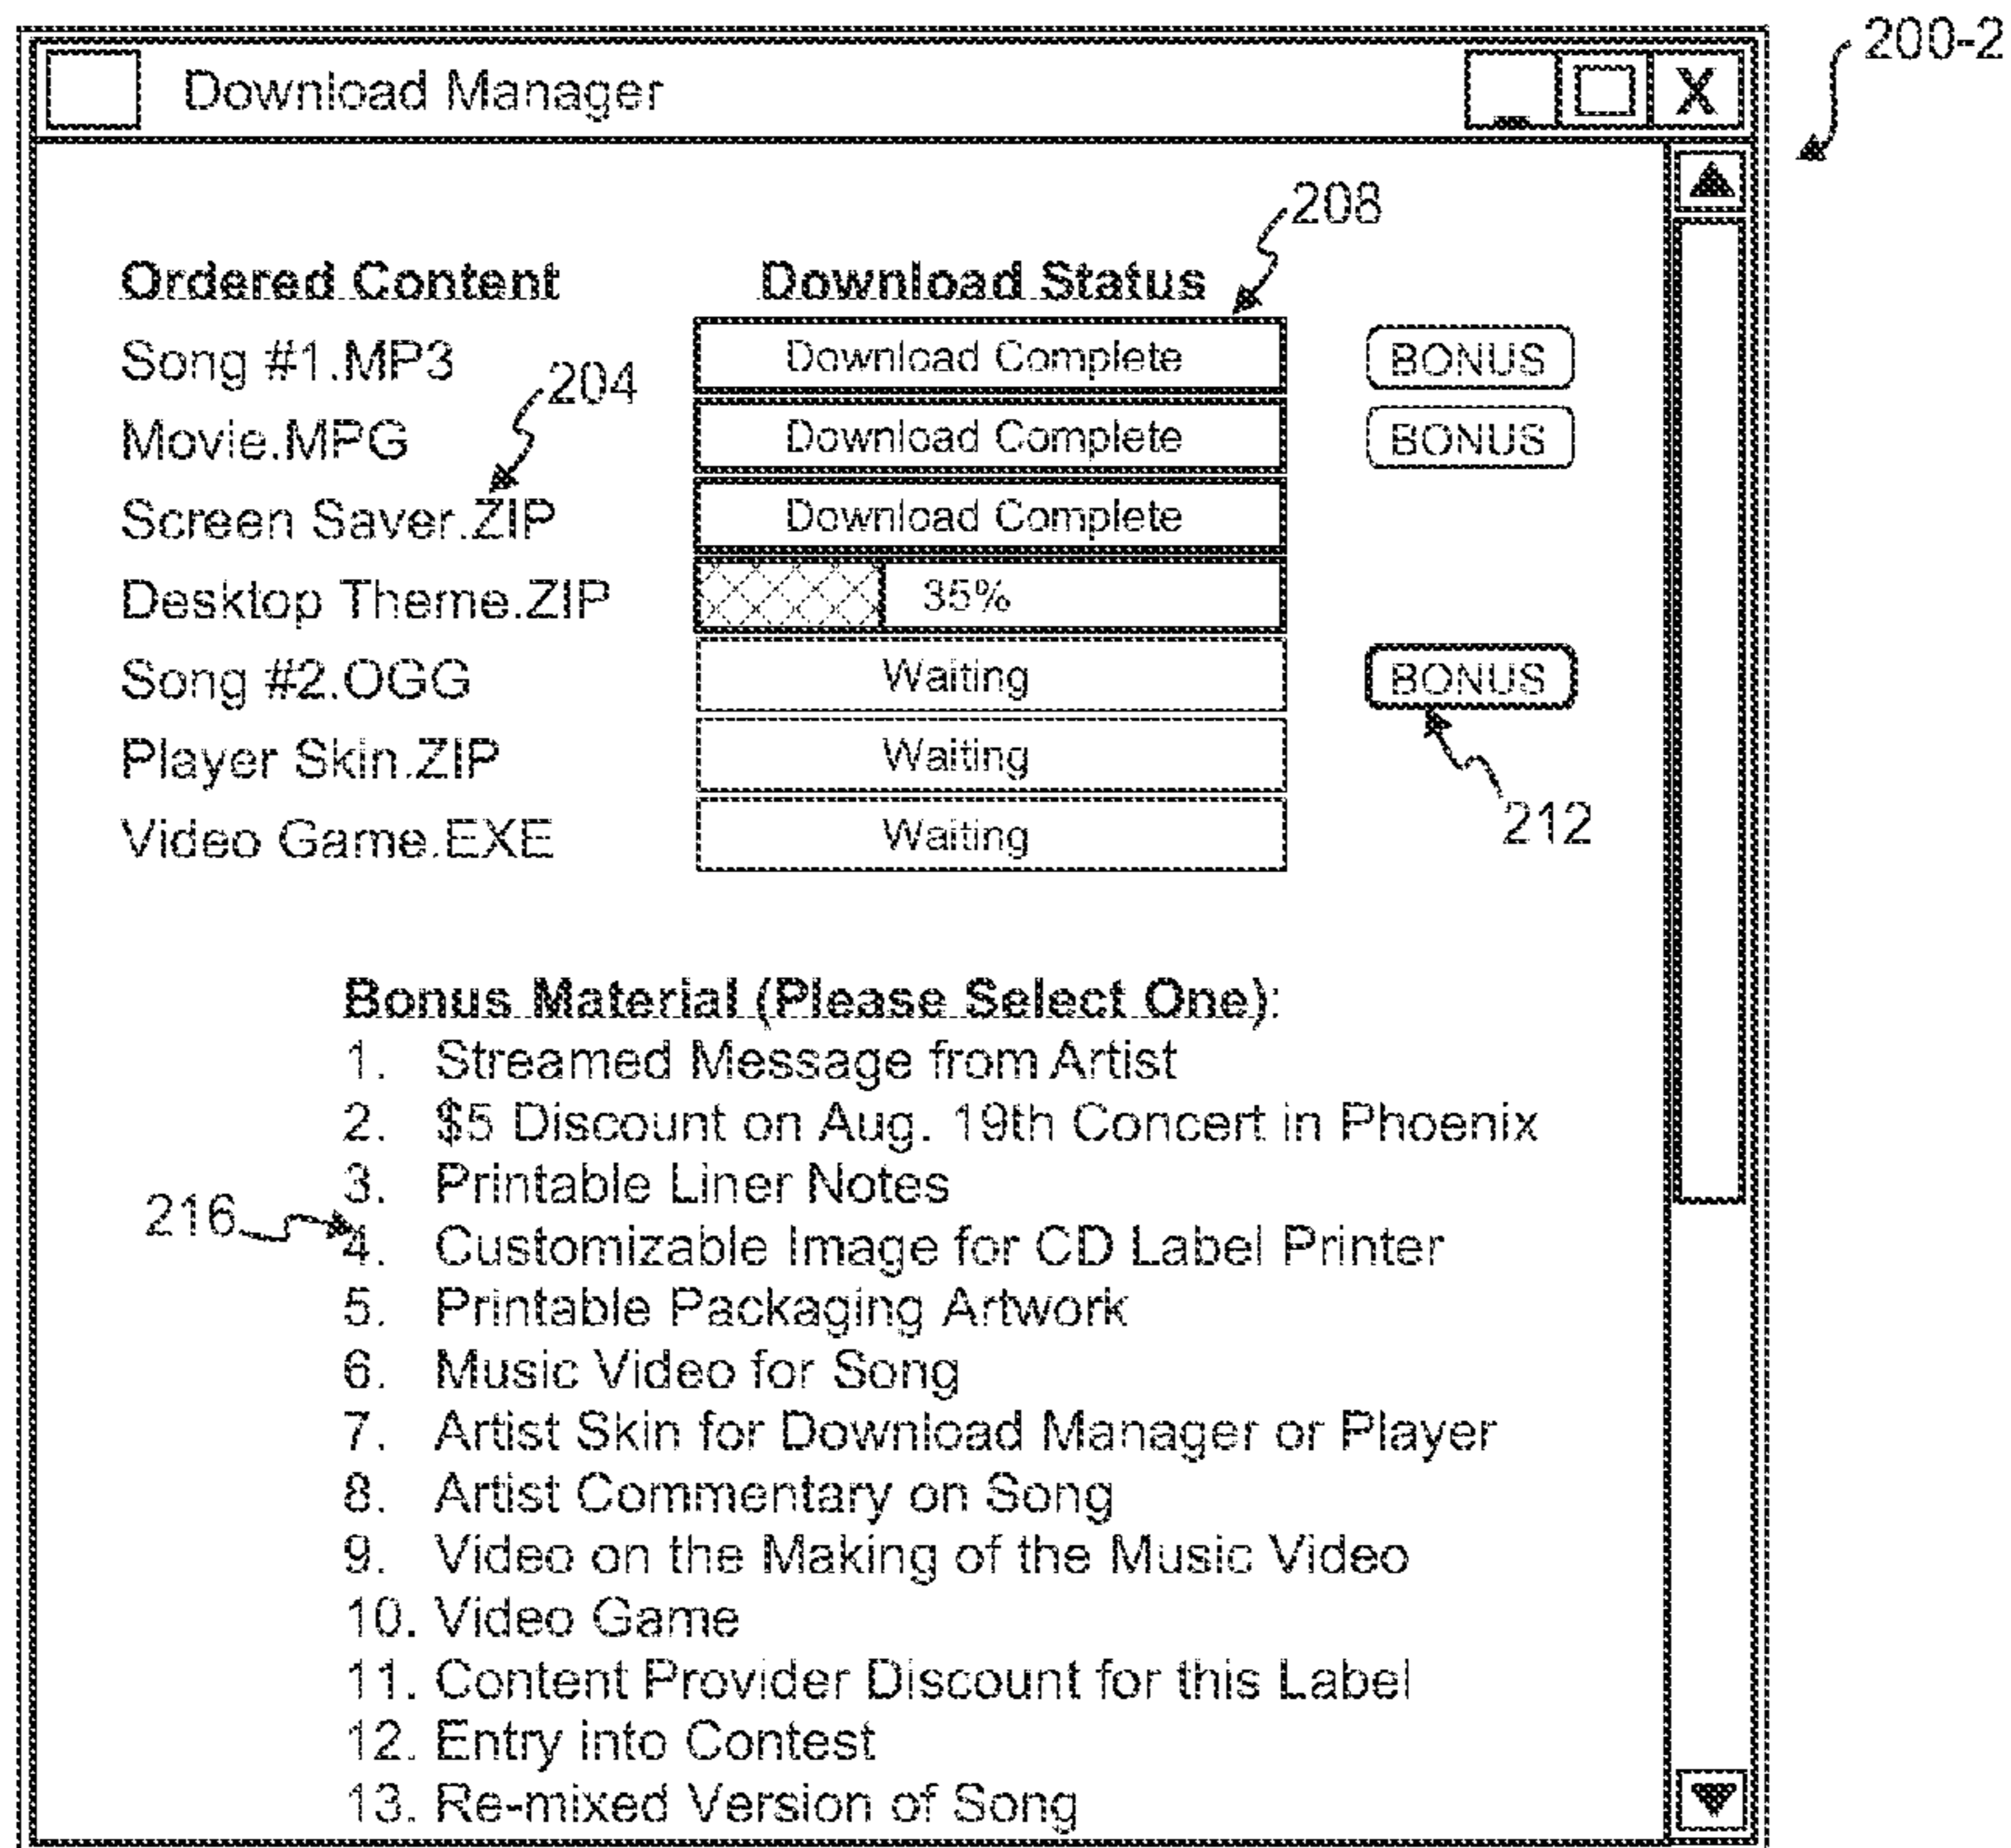 200-2
Download Manager X
208
Ordered Content Download Status
Song #1.MP3 Download Complete BONUS
204
Movie.MPG Download Complete BONUS
Screen Saver.ZIP Download Complete
Desktop Theme.ZIP 35%
Song #2.OGG Waiting BONUS
Player Skin.ZIP Waiting
212
Video Game.EXE Waiting
Bonus Material (Please Select One):
1. Streamed Message from Artist
2. $5 Discount on Aug. 19th Concert in Phoenix
3. Printable Liner Notes
216
4. Customizable Image for CD Label Printer
5. Printable Packaging Artwork
6. Music Video for Song
7. Artist Skin for Download Manager or Player
8. Artist Commentary on Song
9. Video on the Making of the Music Video
10. Video Game
11. Content Provider Discount for this Label
12. Entry into Contest
13. Re-mixed Version of Song